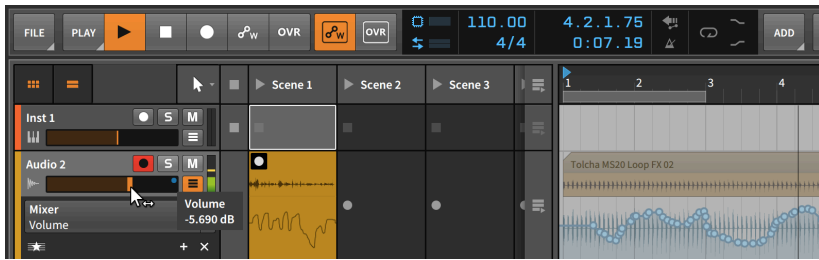 FILE
PLAY
W
OVR
W
OVR
110.00
4/4
4.2.1.75
0:07.19
ADD
Scene 1
Scene 2
Scene 3
1
2
3
4
Inst 1
S
M
Audio 2
S
M
Tolcha MS20 Loop FX 02
Volume
-5.690 dB
Mixer
Volume